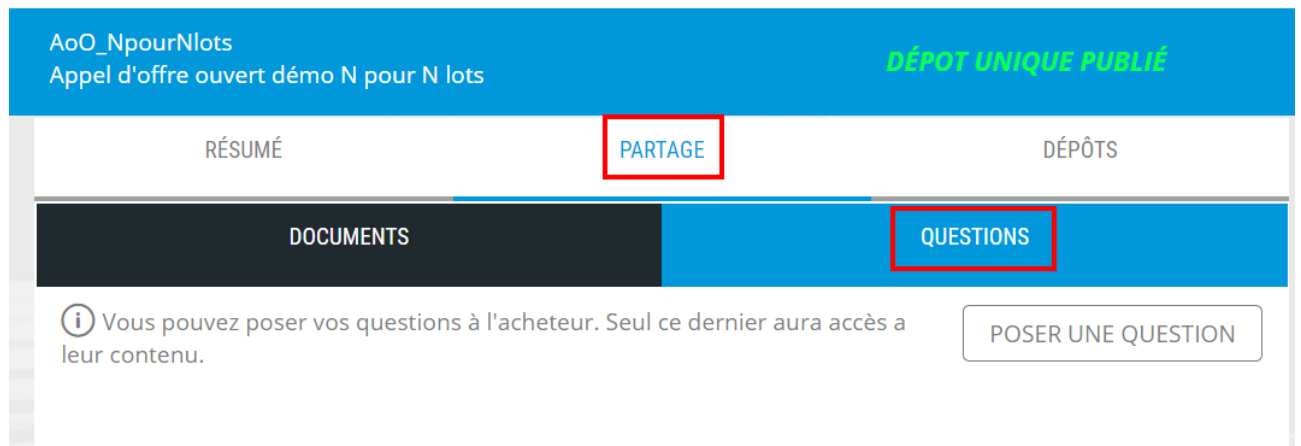 AoO_NpourNlots
Appel d'offre ouvert démo N pour N lots
DÉPOT UNIQUE PUBLIÉ
RÉSUMÉ
PARTAGE
DÉPÔTS
DOCUMENTS
QUESTIONS
Vous pouvez poser vos questions à l'acheteur. Seul ce dernier aura accès a
leur contenu.
POSER UNE QUESTION